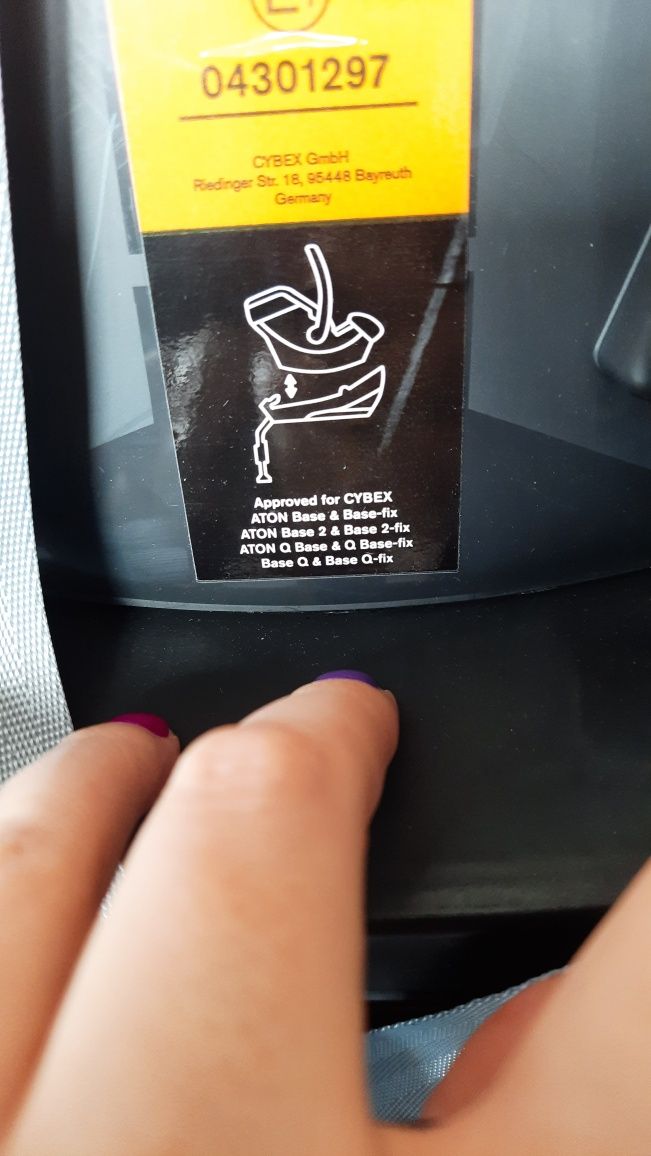 04301297
CYBEX GmbH
Riedinger Str. 18, 95448 Bayreuth
Germany
Approved for CYBEX
ATON Base & Base-fix
ATON Base 2 & Base 2-fix
ATON Q Base & Q Base-fix
Base Q & Base Q-fix